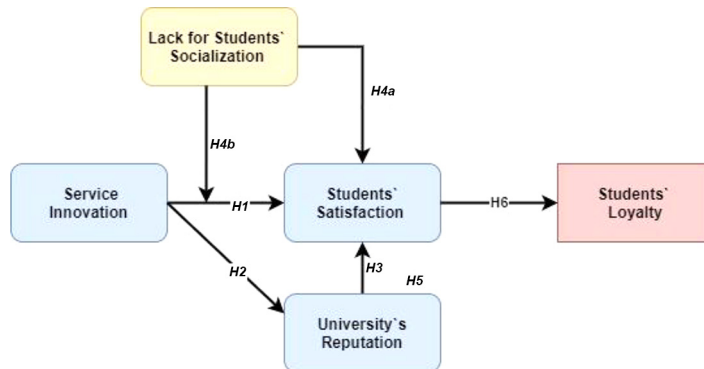 Lack for Students`
Socialization
H4a
H4b
Service
Innovation
H1
Students`
Satisfaction
H6
Students`
Loyalty
H2
H3
H5
University`s
Reputation